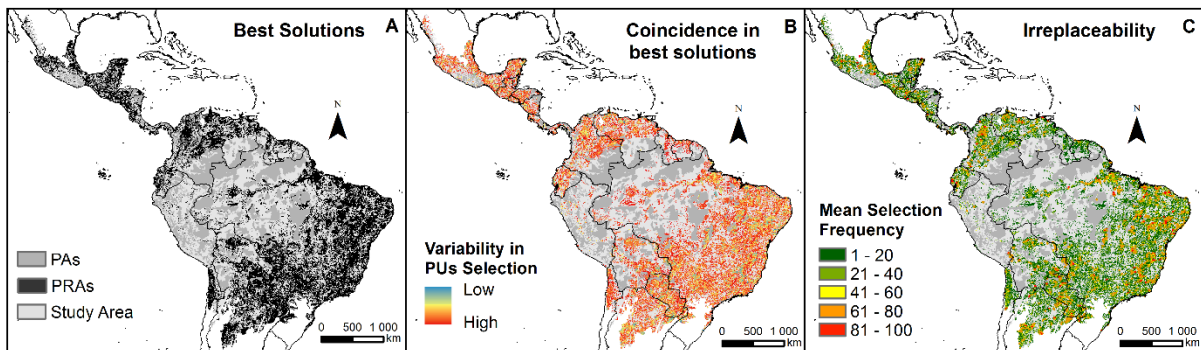 Best Solutions
A
N
PAs
PRAs
Study Area
0 500 1 000
km
Coincidence in
best solutions
B
N
Variability in
PUs Selection
Low
High
0 500 1 000
km
Irreplaceability
C
N
Mean Selection
Frequency
1 - 20
21 - 40
41 - 60
61 - 80
81 - 100
0 500 1 000
km